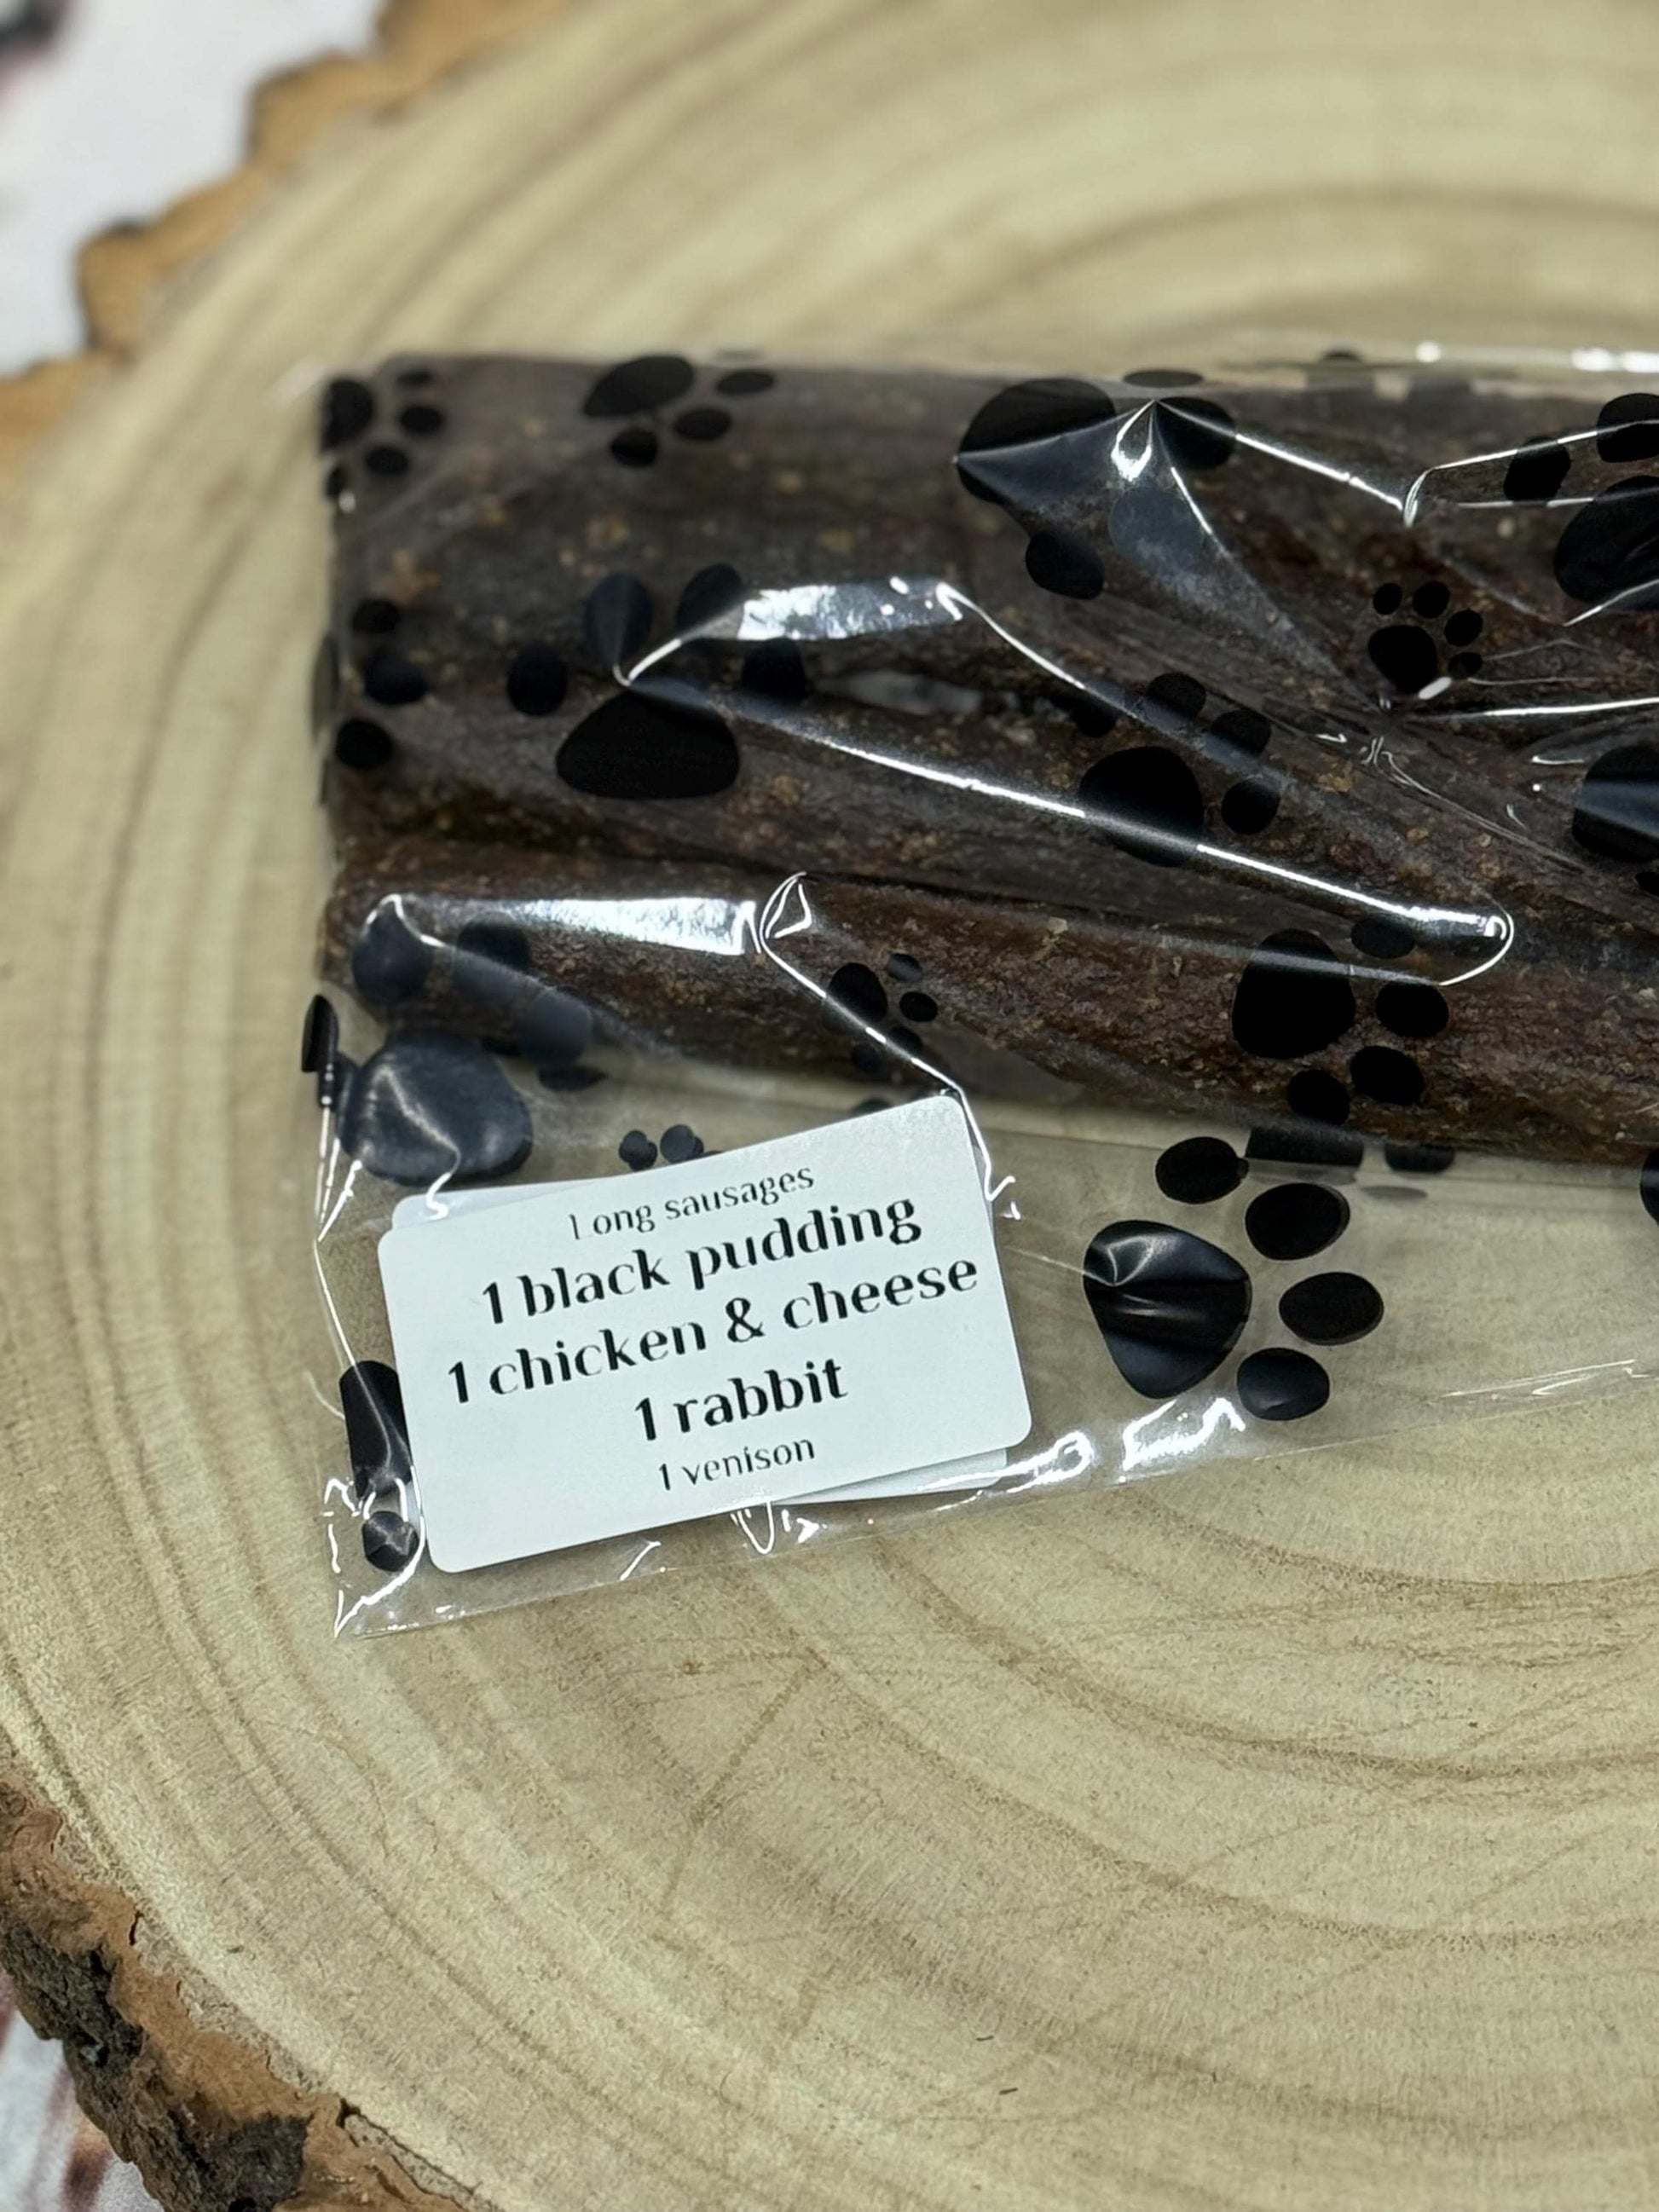 Long sausages
1 black pudding
1 chicken & cheese
1 rabbit
1 venison